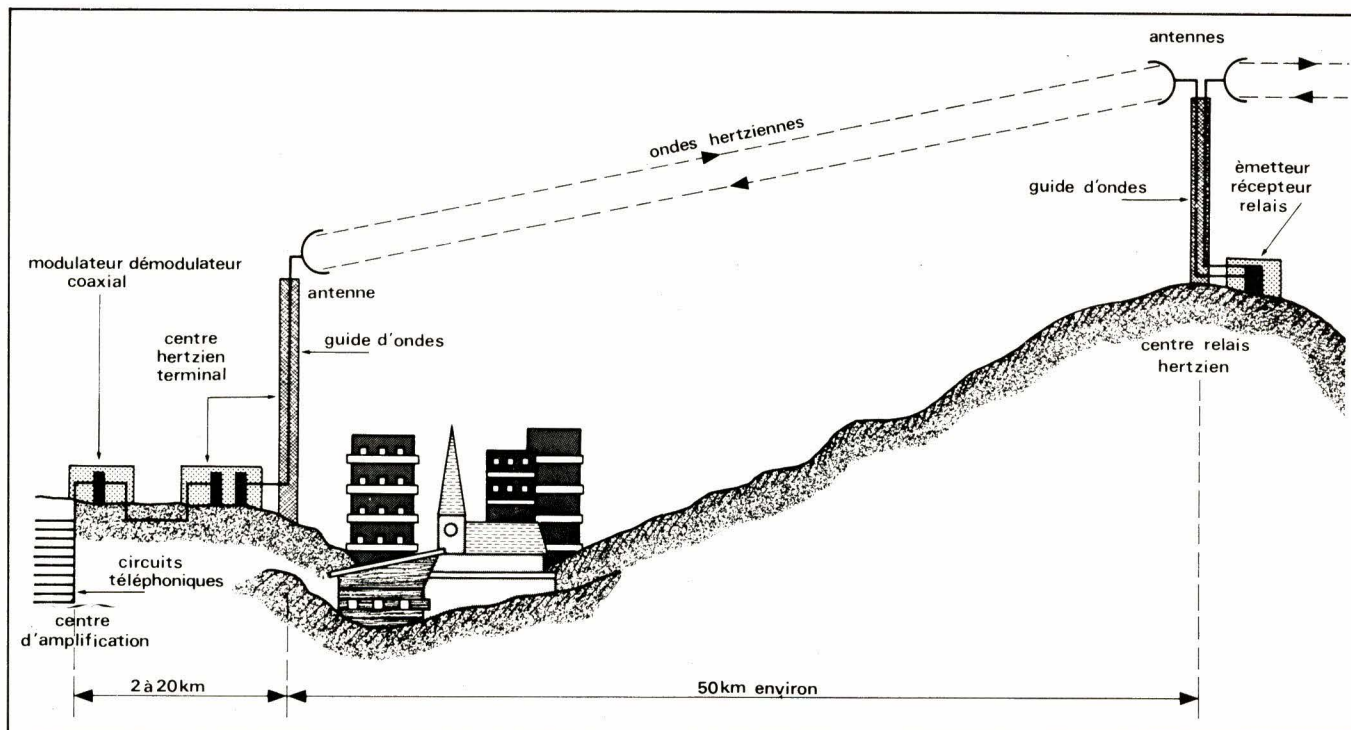 antennes
ondes hertziennes
guide d'ondes
èmetteur
récepteur
relais
modulateur démodulateur
coaxial
antenne
centre
hertzien
terminal
guide d'ondes
centre relais
hertzien
circuits
téléphoniques
centre
d'amplification
2 à 20km
50km environ